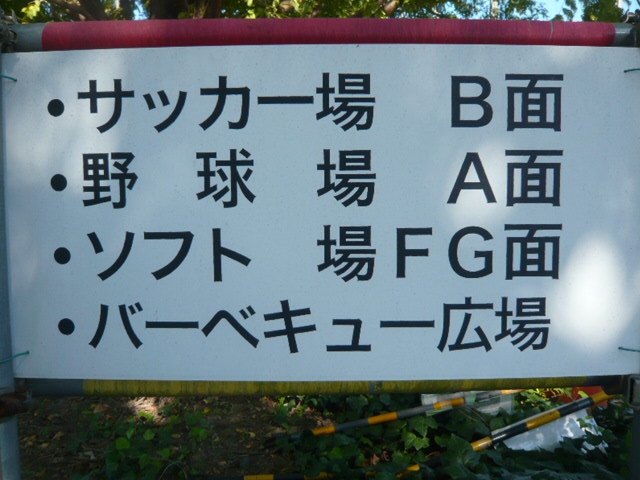 ・サッカー場　B面
・野　球　場　A面
・ソフト　場FG面
・バーベキュー広場